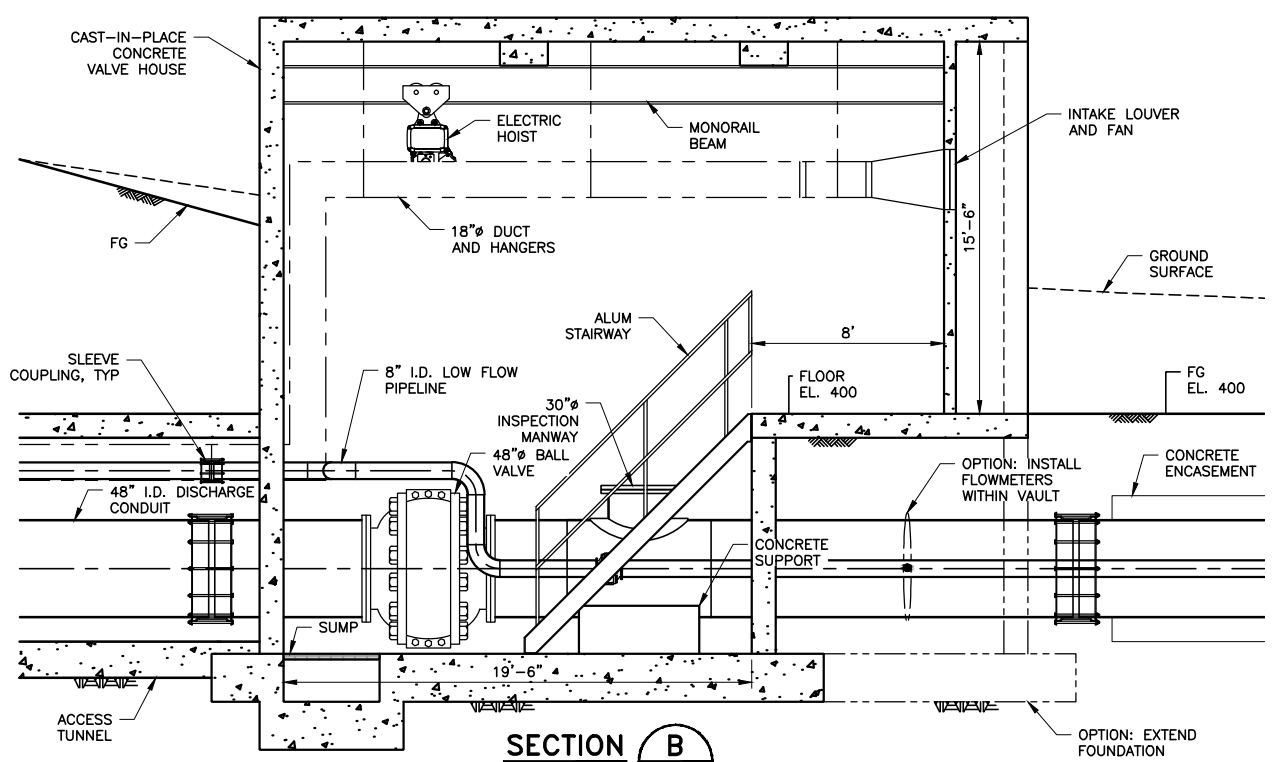 CAST-IN-PLACE
CONCRETE
VALVE HOUSE
ELECTRIC
HOIST
MONORAIL
BEAM
INTAKE LOUVER
AND FAN
FG
18"ø DUCT
AND HANGERS
15'-6"
GROUND
SURFACE
ALUM
STAIRWAY
8'
SLEEVE
COUPLING, TYP
8" I.D. LOW FLOW
PIPELINE
30"ø
INSPECTION
MANWAY
FLOOR
EL. 400
FG
EL. 400
48"ø BALL
VALVE
OPTION: INSTALL
FLOWMETERS
WITHIN VAULT
CONCRETE
ENCASEMENT
48" I.D. DISCHARGE
CONDUIT
CONCRETE
SUPPORT
SUMP
19'-6"
ACCESS
TUNNEL
OPTION: EXTEND
FOUNDATION
SECTION B